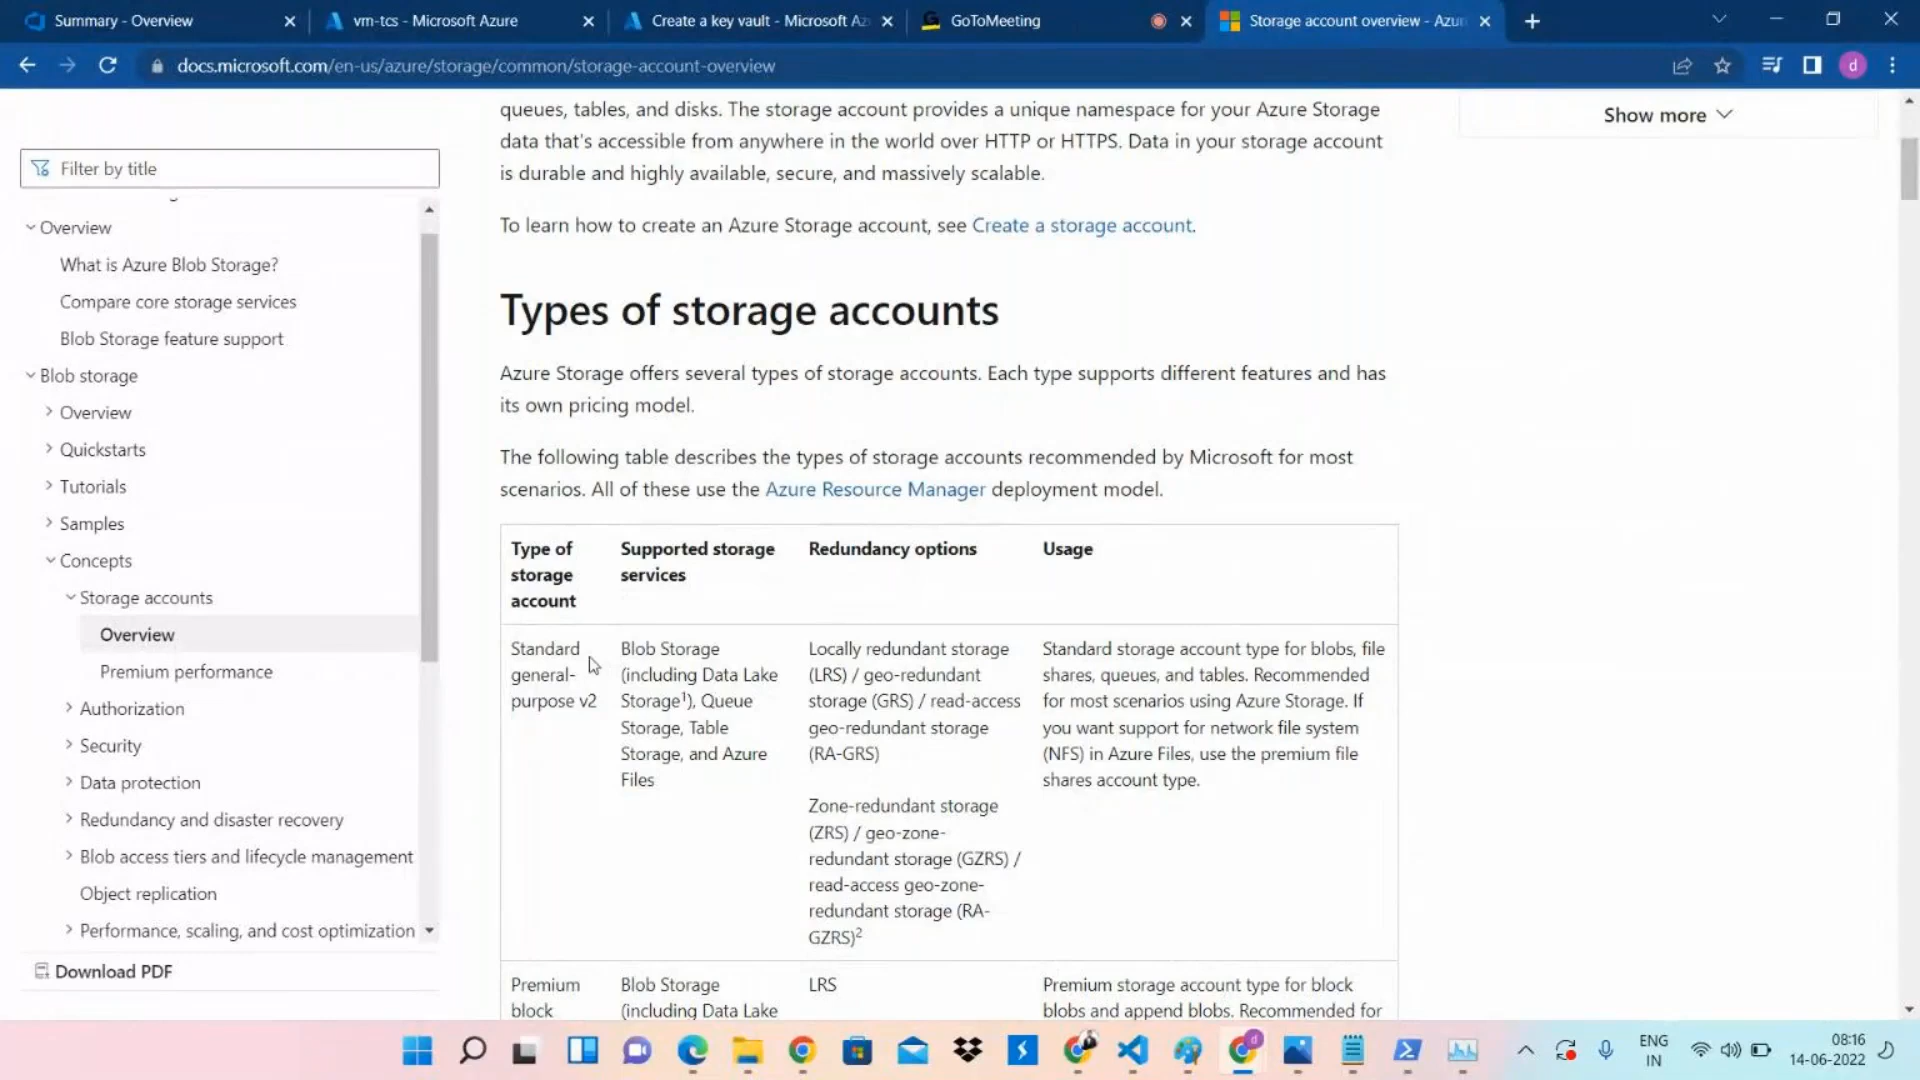 Summary - Overview
vm-tcs - Microsoft Azure
Create a key vault - Microsoft Az
GoToMeeting
Storage account overview - Azur
docs.microsoft.com/en-us/azure/storage/common/storage-account-overview
d
Filter by title
Overview
What is Azure Blob Storage?
Compare core storage services
Blob Storage feature support
Blob storage
Overview
Quickstarts
Tutorials
Samples
Concepts
Storage accounts
Overview
Premium performance
Authorization
Security
Data protection
Redundancy and disaster recovery
Blob access tiers and lifecycle management
Object replication
Performance, scaling, and cost optimization
Download PDF
queues, tables, and disks. The storage account provides a unique namespace for your Azure Storage
data that's accessible from anywhere in the world over HTTP or HTTPS. Data in your storage account
is durable and highly available, secure, and massively scalable.
To learn how to create an Azure Storage account, see Create a storage account.
Types of storage accounts
Azure Storage offers several types of storage accounts. Each type supports different features and has
its own pricing model.
The following table describes the types of storage accounts recommended by Microsoft for most
scenarios. All of these use the Azure Resource Manager deployment model.
Type of
storage
account
Supported storage
services
Redundancy options
Usage
Standard
general-
purpose v2
Blob Storage
(including Data Lake
Storage¹), Queue
Storage, Table
Storage, and Azure
Files
Locally redundant storage
(LRS) / geo-redundant
storage (GRS) / read-access
geo-redundant storage
(RA-GRS)
Zone-redundant storage
(ZRS) / geo-zone-
redundant storage (GZRS) /
read-access geo-zone-
redundant storage (RA-
GZRS)²
Standard storage account type for blobs, file
shares, queues, and tables. Recommended
for most scenarios using Azure Storage. If
you want support for network file system
(NFS) in Azure Files, use the premium file
shares account type.
Premium
block
Blob Storage
(including Data Lake
LRS
Premium storage account type for block
blobs and append blobs. Recommended for
Show more
d
ENG
IN
08:16
14-06-2022